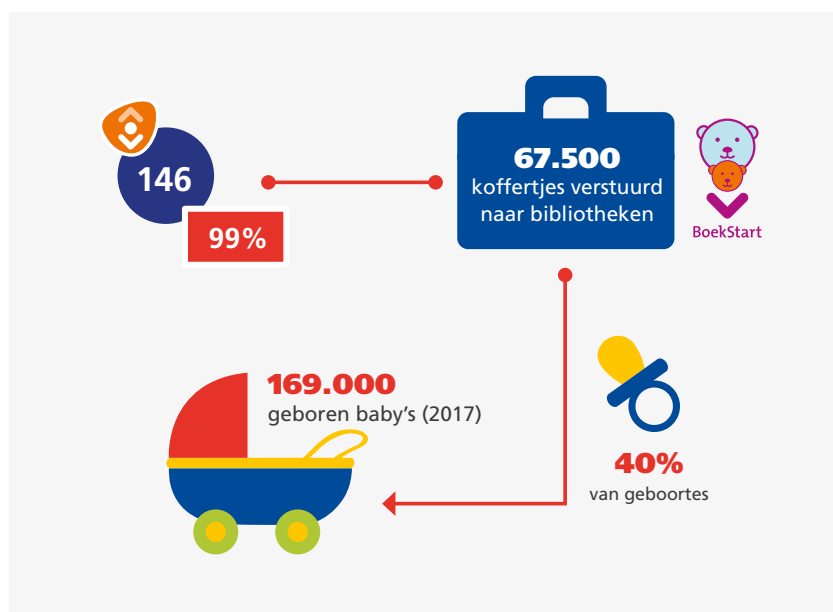 146
99%
67.500
koffertjes verstuurd
naar bibliotheken
BoekStart
169.000
geboren baby's (2017)
40%
van geboortes